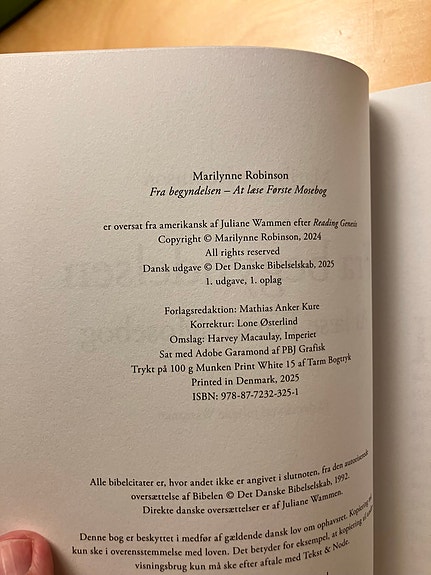 Marilynne Robinson
Fra begyndelsen – At læse Første Mosebog
er oversat fra amerikansk af Juliane Wammen efter Reading Genesis
Copyright © Marilynne Robinson, 2024
All rights reserved
Dansk udgave © Det Danske Bibelselskab, 2025
1. udgave, 1. oplag
Forlagsredaktion: Mathias Anker Kure
Korrektur: Lone Østerlind
Omslag: Harvey Macaulay, Imperiet
Sat med Adobe Garamond af PBJ Grafisk
Trykt på 100 g Munken Print White 15 af Tarm Bogtryk
Printed in Denmark, 2025
ISBN: 978-87-7232-325-1
Alle bibelcitater er, hvor andet ikke er angivet i slutnoten, fra den autoriserede
oversættelse af Bibelen © Det Danske Bibelselskab, 1992.
Direkte danske oversættelser er af Juliane Wammen.
Denne bog er beskyttet i medfør af gældende dansk lov om ophavsret. Kopiering må
kun ske i overensstemmelse med loven. Det betyder for eksempel, at kopiering til
visningsbrug kun må ske efter aftale med Tekst & Node.